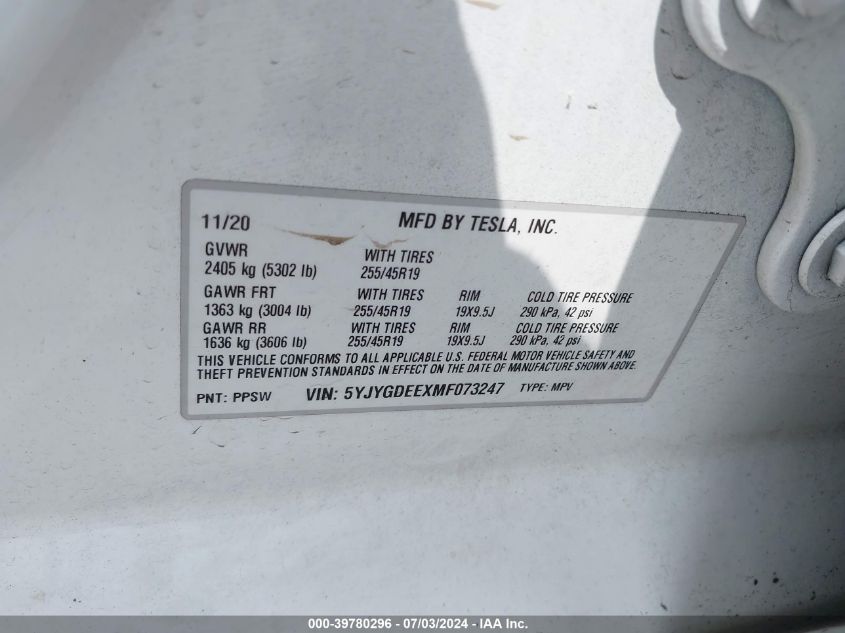 11/20 MFD BY TESLA, INC.
GVWR WITH TIRES
2405 kg (5302 lb) 255/45R19
GAWR FRT WITH TIRES RIM COLD TIRE PRESSURE
1363 kg (3004 lb) 255/45R19 19X9.5J 290 kPa, 42 psi
GAWR RR WITH TIRES RIM COLD TIRE PRESSURE
1636 kg (3606 lb) 255/45R19 19X9.5J 290 kPa, 42 psi
THIS VEHICLE CONFORMS TO ALL APPLICABLE U.S. FEDERAL MOTOR VEHICLE SAFETY AND
THEFT PREVENTION STANDARDS IN EFFECT ON THE DATE OF MANUFACTURE SHOWN ABOVE.
PNT: PPSW VIN: 5YJYGDEEXMF073247 TYPE: MPV
000-39780296 - 07/03/2024 - IAA Inc.